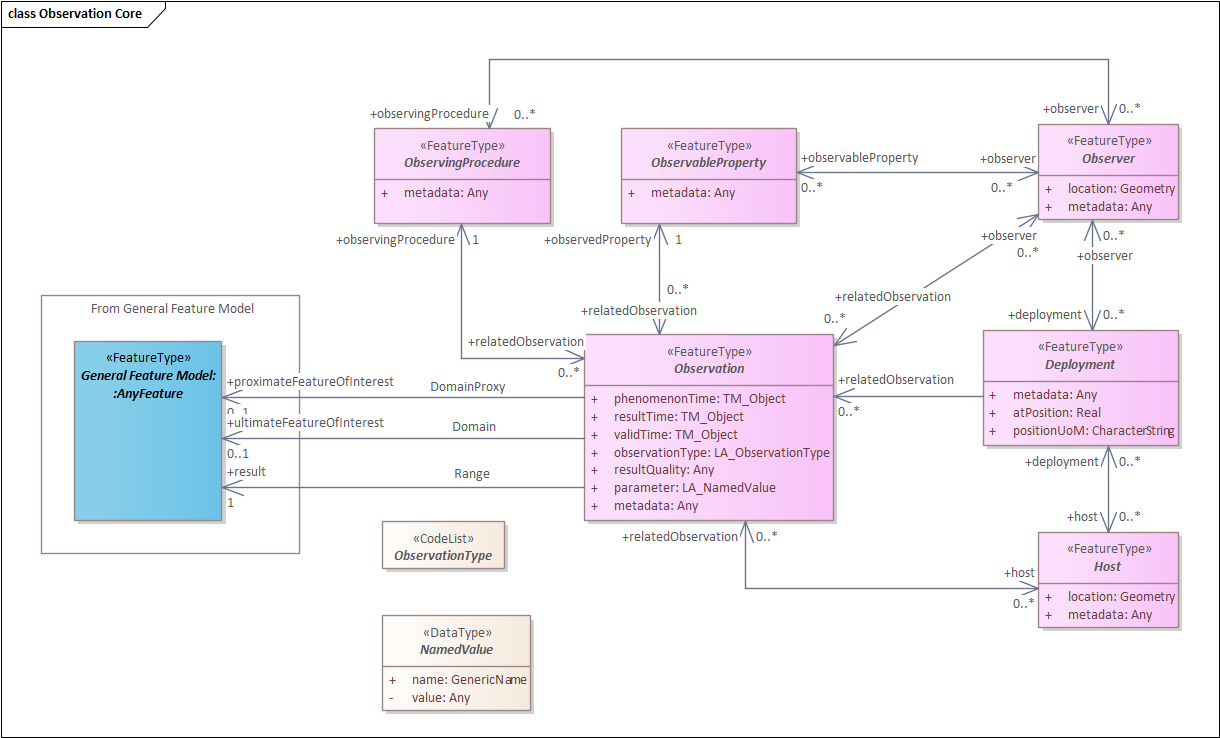 class Observation Core
+observingProcedure
0..*
+observer
0..*
«FeatureType»
ObservingProcedure
+ metadata: Any
«FeatureType»
ObservableProperty
+ metadata: Any
+observableProperty
0..*
+observer
0..*
«FeatureType»
Observer
+ location: Geometry
+ metadata: Any
+observingProcedure
1
+observedProperty
1
+observer
0..*
0..*
+observer
0..*
+relatedObservation
+relatedObservation
0..*
+deployment
0..*
+relatedObservation
0..*
From General Feature Model
«FeatureType»
General Feature Model:
:AnyFeature
«FeatureType»
Observation
+ phenomenonTime: TM_Object
+ resultTime: TM_Object
+ validTime: TM_Object
+ observationType: LA_ObservationType
+ resultQuality: Any
+ parameter: LA_NamedValue
+ metadata: Any
«FeatureType»
Deployment
+ metadata: Any
+ atPosition: Real
+ positionUoM: CharacterString
+relatedObservation
0..*
+proximateFeatureOfInterest
DomainProxy
0..1
+ultimateFeatureOfInterest
Domain
0..1
+result
Range
1
+deployment
0..*
+host
0..*
«CodeList»
ObservationType
+relatedObservation
0..*
+host
0..*
«FeatureType»
Host
+ location: Geometry
+ metadata: Any
«DataType»
NamedValue
+ name: GenericName
- value: Any